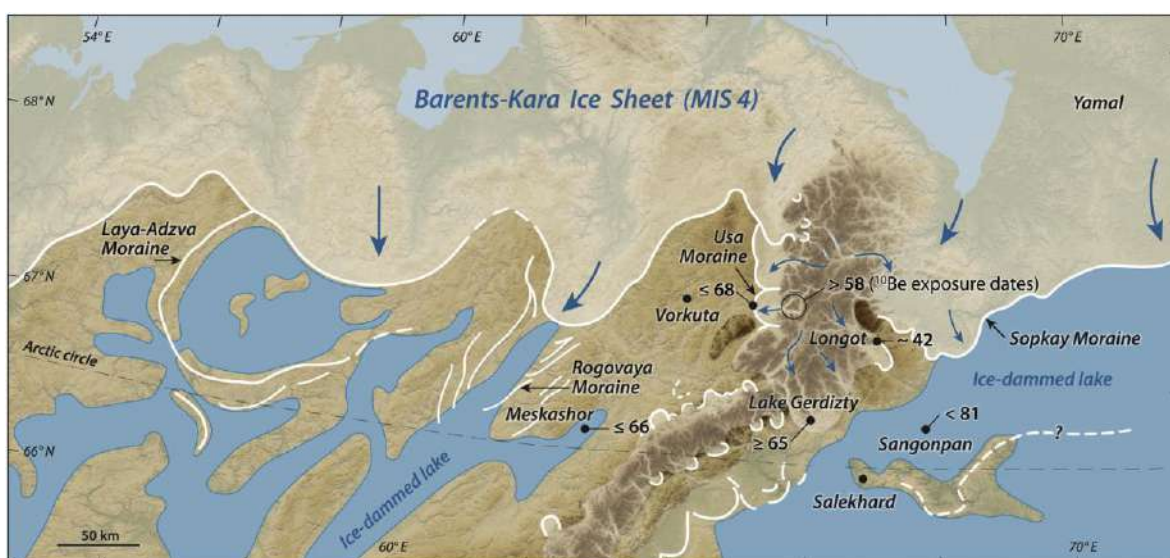 54° E
60° E
70° E
68° N
Barents-Kara Ice Sheet (MIS 4)
Yamal
Laya-Adzva
Moraine
Usa
Moraine
67° N
≤ 68
> 58 (¹⁰Be exposure dates)
Vorkuta
Longot
~ 42
Sopkay Moraine
Arctic circle
Rogovaya
Moraine
Ice-dammed lake
Meskashor
≤ 66
Lake Gerdizty
< 81
≥ 65
Sangonpan
?
66° N
Salekhard
Ice-dammed lake
50 km
60° E
70° E